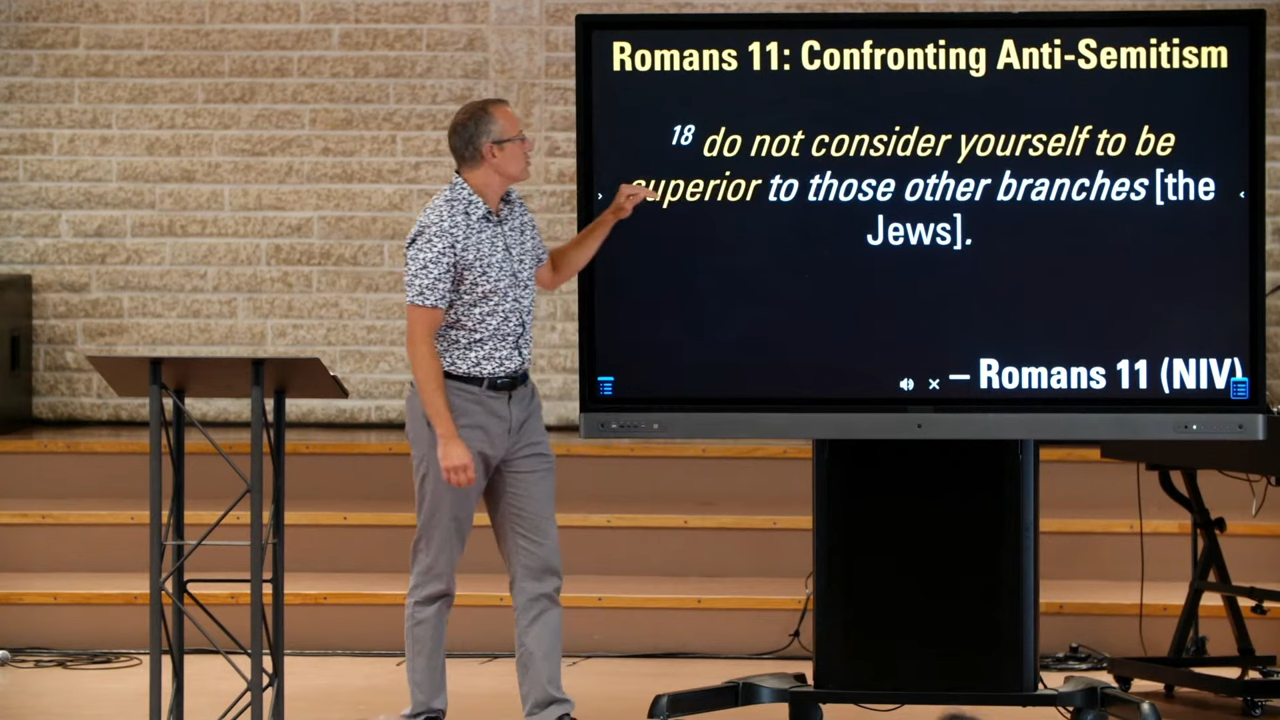 Romans 11: Confronting Anti-Semitism
18 do not consider yourself to be
superior to those other branches [the
Jews].
– Romans 11 (NIV)